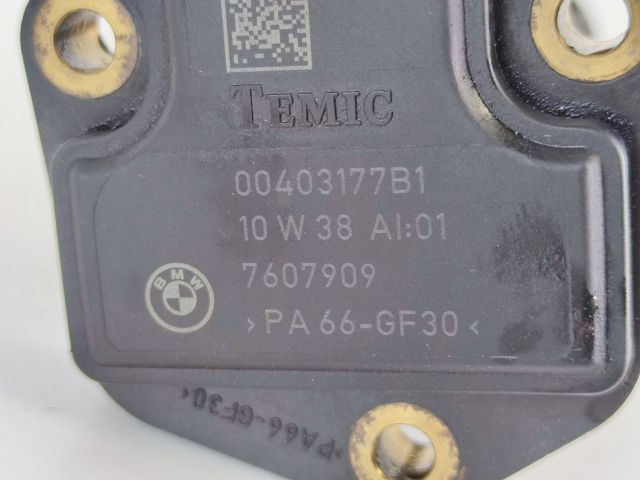 TEMIC
00403177B1
10 W 38 AI:01
7607909
BMW
>PA 66-GF30<
>PA66-GF30<